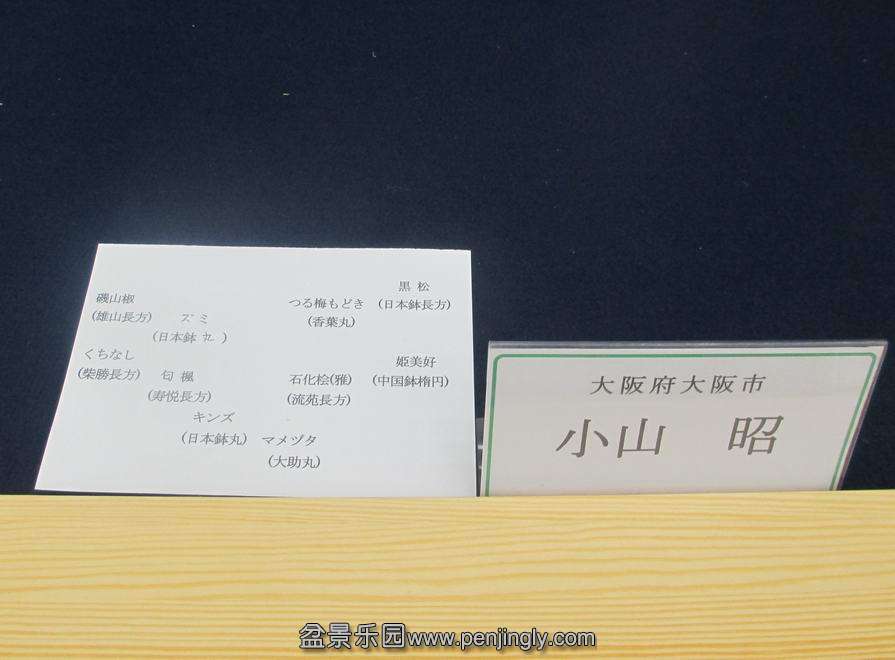 黒松
(日本鉢長方)
つる梅もどき
(香葉丸)
磯山椒
(雄山長方)
ズミ
(日本鉢丸)
くちなし
(柴勝長方)
匂楓
(寿悦長方)
姫美好
(中国鉢楕円)
石化桧(雅)
(流苑長方)
キンズ
(日本鉢丸)
マメヅタ
(大助丸)
大阪府大阪市
小山 昭
盆景乐园www.penjingly.com